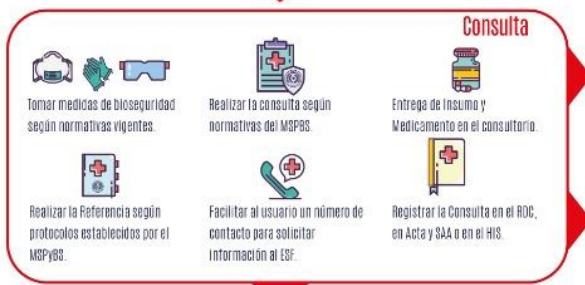 Consulta
Tomar medidas de bioseguridad
según normativas vigentes.
Realizar la consulta según
normativas del MSPBS.
Entrega de Insumo y
Medicamento en el consultorio.
Realizar la Referencia según
protocolos establecidos por el
MSPyBS.
Facilitar al usuario un número de
contacto para solicitar
información al ESF.
Registrar la Consulta en el RDC,
en Acta y SAA o en el HIS.